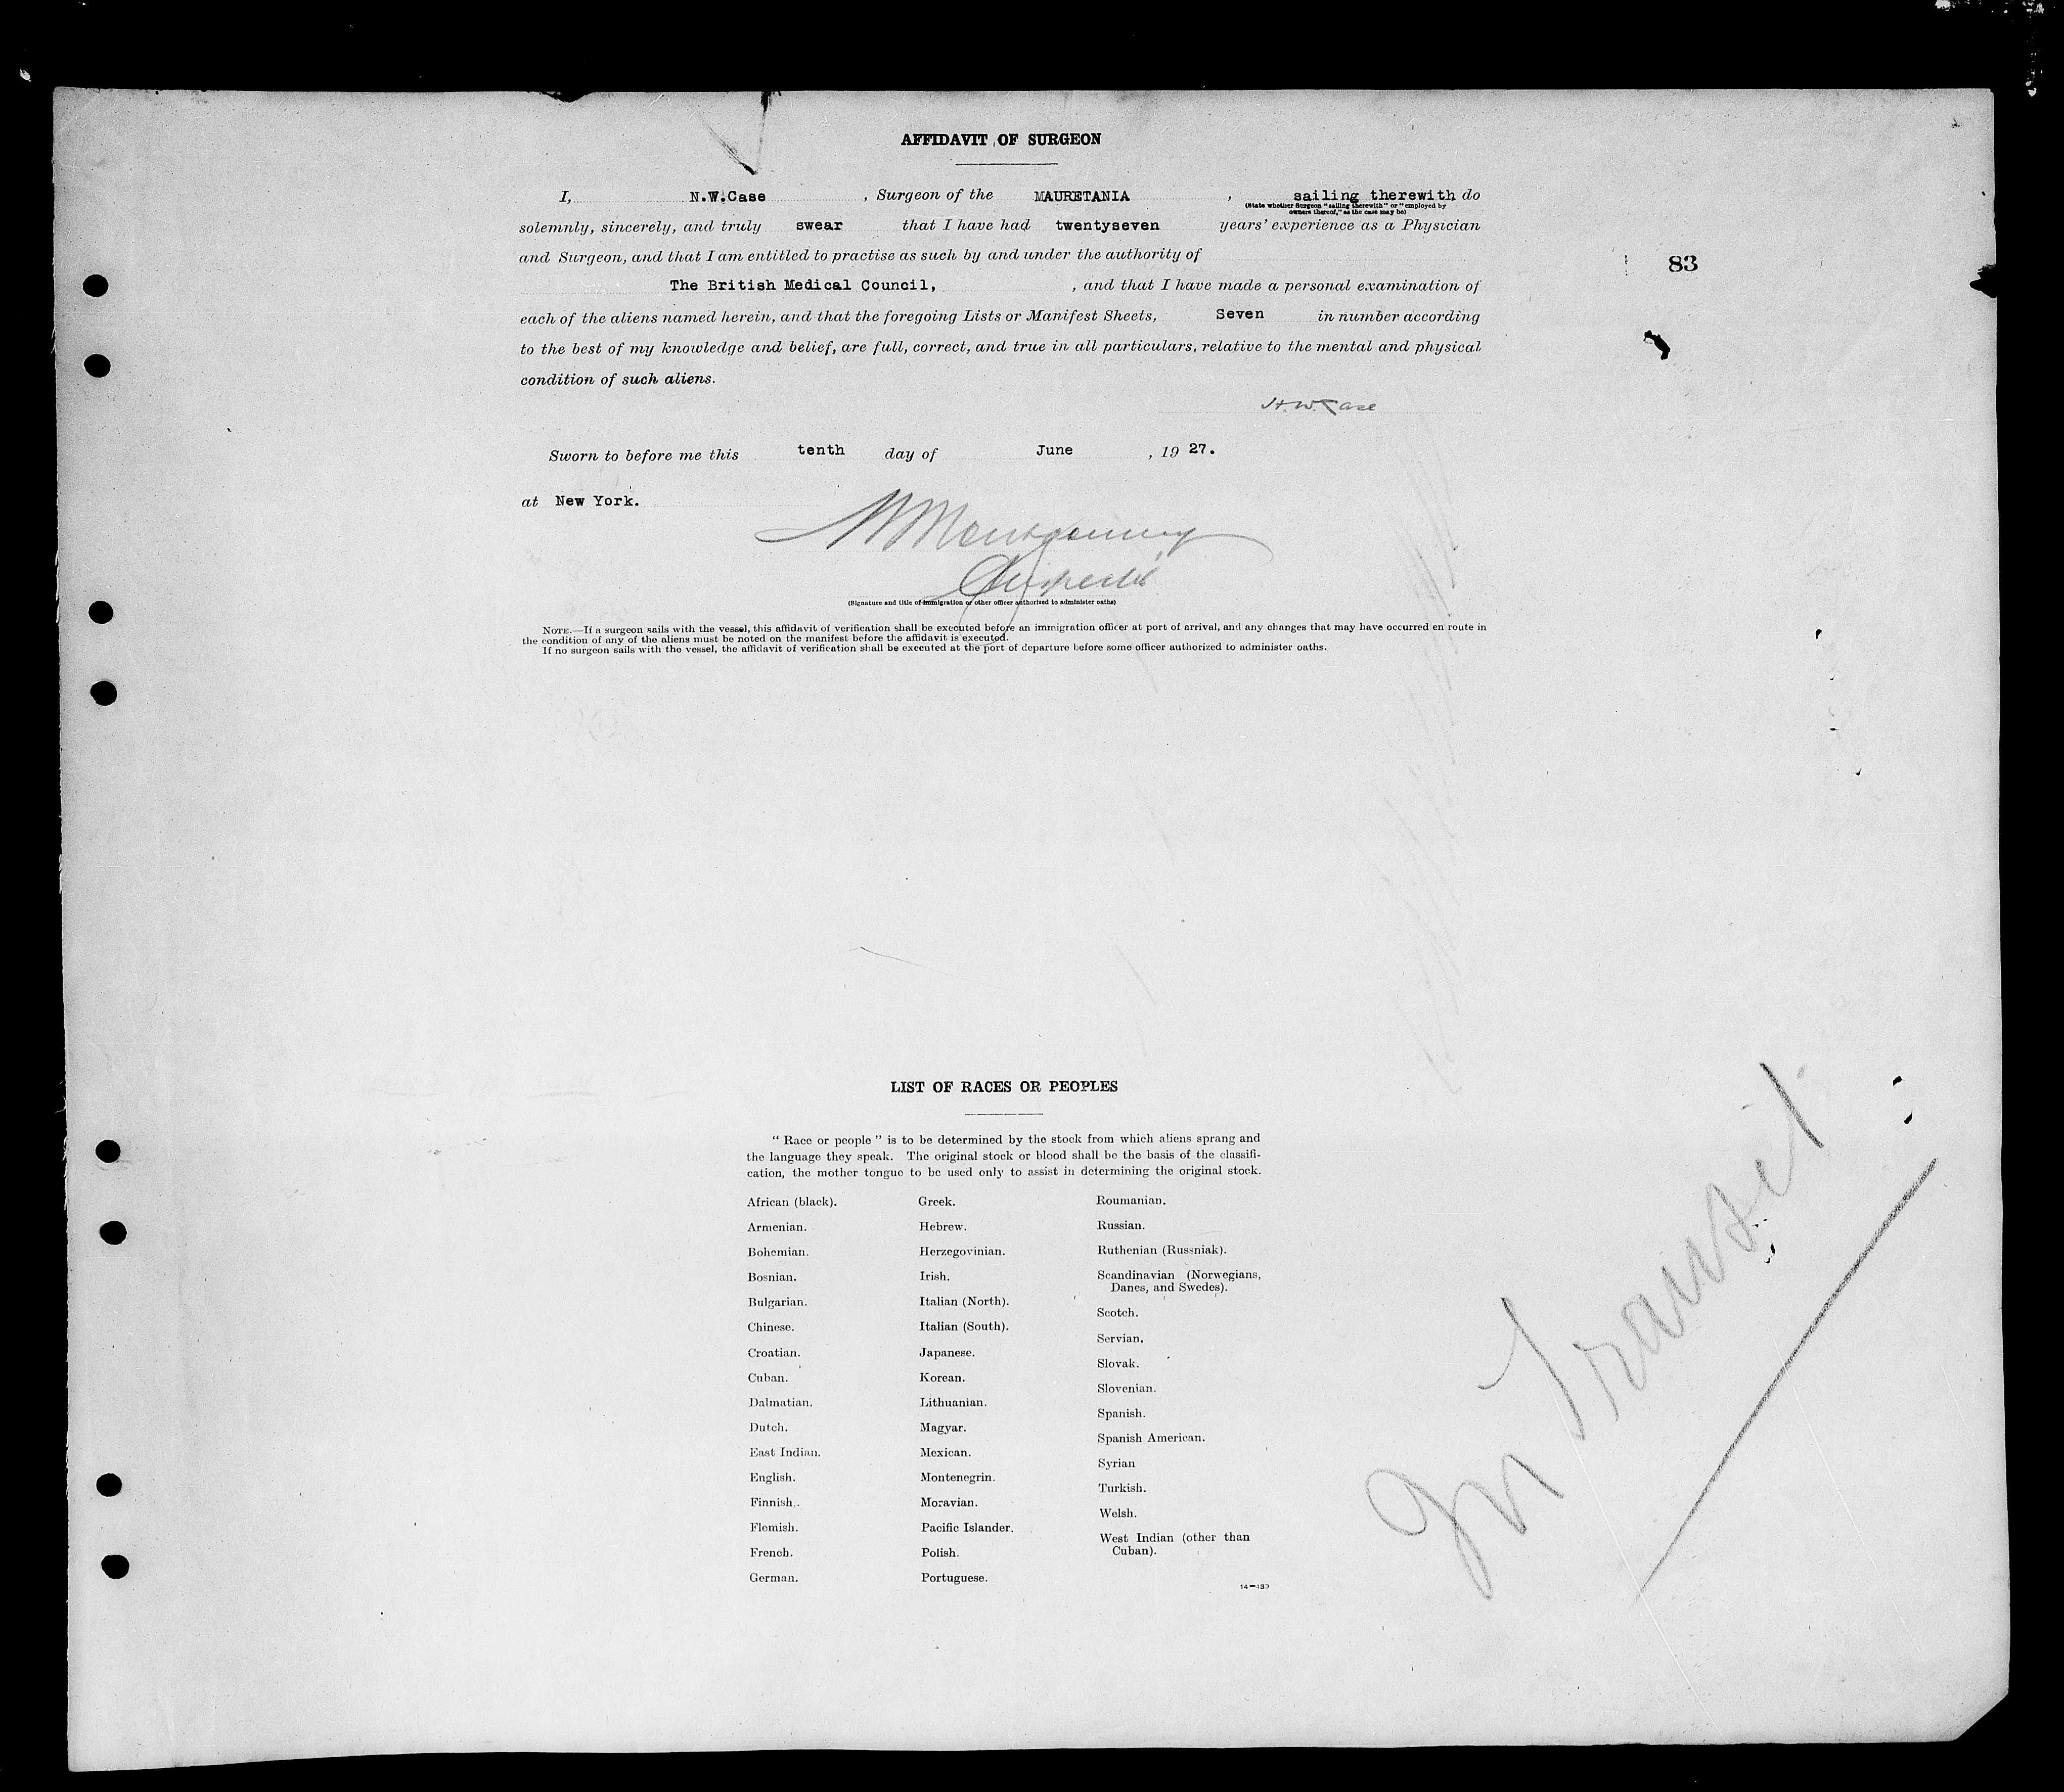 AFFIDAVIT OF SURGEON
I, N.W.Case , Surgeon of the MAURETANIA , sailing therewith do
(State whether Surgeon "sailing therewith" or "employed by
owners thereof," as the case may be)
solemnly, sincerely, and truly swear that I have had twentyseven years' experience as a Physician
and Surgeon, and that I am entitled to practise as such by and under the authority of
83
The British Medical Council, , and that I have made a personal examination of
each of the aliens named herein, and that the foregoing Lists or Manifest Sheets, Seven in number according
to the best of my knowledge and belief, are full, correct, and true in all particulars, relative to the mental and physical
condition of such aliens.
W. Case
Sworn to before me this tenth day of June , 19 27.
at New York.
Montgomery
Inspector
(Signature and title of immigration or other officer authorized to administer oaths)
NOTE.—If a surgeon sails with the vessel, this affidavit of verification shall be executed before an immigration officer at port of arrival, and any changes that may have occurred en route in
the condition of any of the aliens must be noted on the manifest before the affidavit is executed.
If no surgeon sails with the vessel, the affidavit of verification shall be executed at the port of departure before some officer authorized to administer oaths.
LIST OF RACES OR PEOPLES
"Race or people" is to be determined by the stock from which aliens sprang and
the language they speak. The original stock or blood shall be the basis of the classifi-
cation, the mother tongue to be used only to assist in determining the original stock.
African (black).
Armenian.
Bohemian.
Bosnian.
Bulgarian.
Chinese.
Croatian.
Cuban.
Dalmatian.
Dutch.
East Indian.
English.
Finnish.
Flemish.
French.
German.
Greek.
Hebrew.
Herzegovinian.
Irish.
Italian (North).
Italian (South).
Japanese.
Korean.
Lithuanian.
Magyar.
Mexican.
Montenegrin.
Moravian.
Pacific Islander.
Polish.
Portuguese.
Roumanian.
Russian.
Ruthenian (Russniak).
Scandinavian (Norwegians,
Danes, and Swedes).
Scotch.
Servian.
Slovak.
Slovenian.
Spanish.
Spanish American.
Syrian
Turkish.
Welsh.
West Indian (other than
Cuban).
In Transit